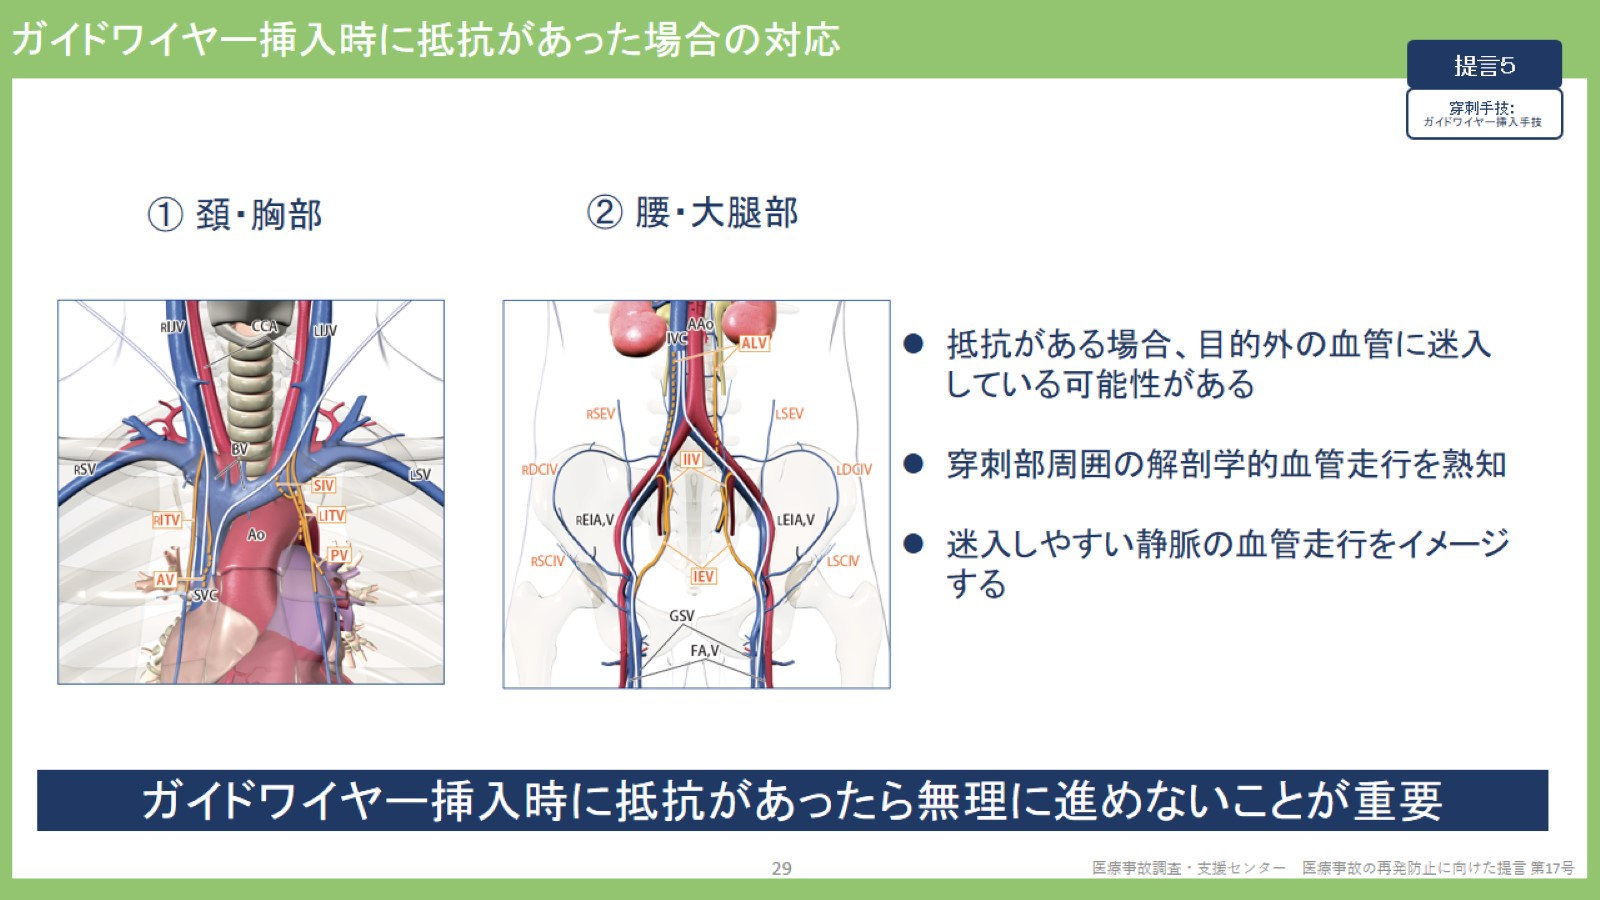 ガイドワイヤー挿入時に抵抗があった場合の対応
提言5
穿刺手技:
ガイドワイヤー挿入手技
① 頚・胸部
② 腰・大腿部
RIJV
CCA
LIJV
BV
RSV
LSV
SIV
RITV
LITV
Ao
PV
AV
SVC
AAo
IVC
ALV
RSEV
LSEV
IIV
RDCIV
LDCIV
REIA,V
LEIA,V
RSCIV
LSCIV
IEV
GSV
FA,V
● 抵抗がある場合、目的外の血管に迷入
している可能性がある
● 穿刺部周囲の解剖学的血管走行を熟知
● 迷入しやすい静脈の血管走行をイメージ
する
ガイドワイヤー挿入時に抵抗があったら無理に進めないことが重要
29
医療事故調査・支援センター 医療事故の再発防止に向けた提言 第17号